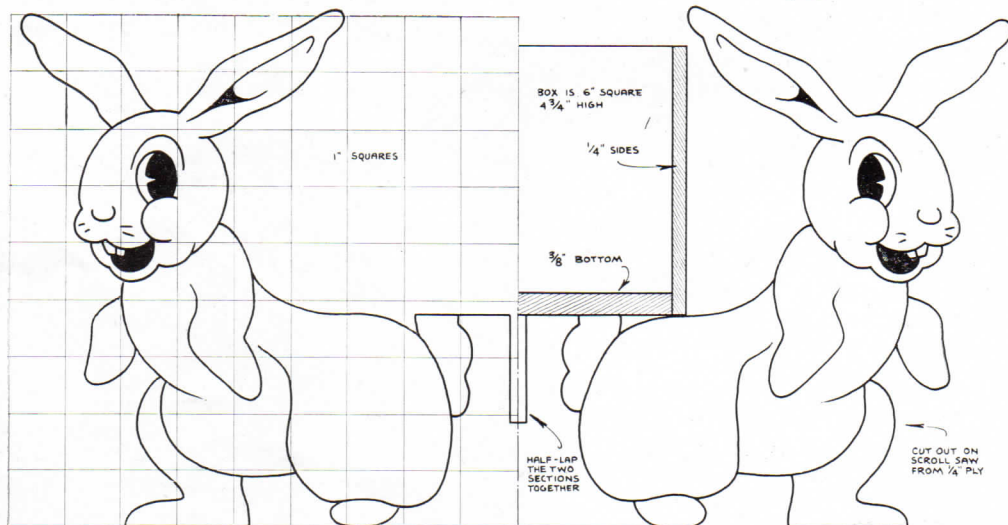 1" SQUARES
BOX IS 6" SQUARE
4 3/4" HIGH
1/4" SIDES
3/8" BOTTOM
HALF-LAP
THE TWO
SECTIONS
TOGETHER
CUT OUT ON
SCROLL SAW
FROM 1/4" PLY